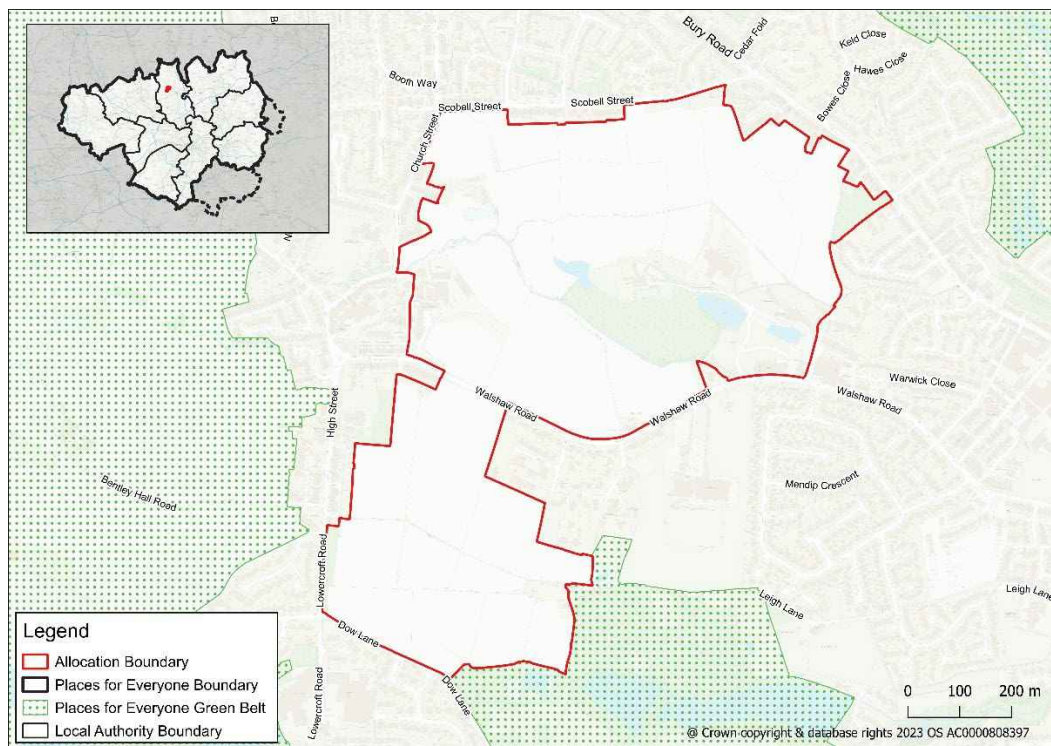 Bury Road
Cedar Fold
Keld Close
Hawes Close
Bowes Close
Booth Way
Scobell Street
Scobell Street
Church Street
Walshaw Road
Walshaw Road
Warwick Close
Walshaw Road
High Street
Mendip Crescent
Bentley Hall Road
Lowercroft Road
Leigh Lane
Leigh Lane
Dow Lane
Dow Lane
Lowercroft Road
Legend
Allocation Boundary
Places for Everyone Boundary
Places for Everyone Green Belt
Local Authority Boundary
0 100 200 m
@ Crown copyright & database rights 2023 OS AC0000808397